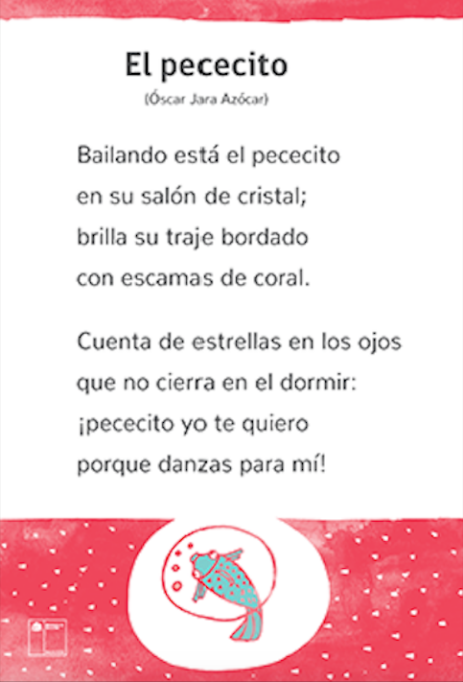 El pececito
(Óscar Jara Azócar)
Bailando está el pececito
en su salón de cristal;
brilla su traje bordado
con escamas de coral.
Cuenta de estrellas en los ojos
que no cierra en el dormir:
¡pececito yo te quiero
porque danzas para mí!